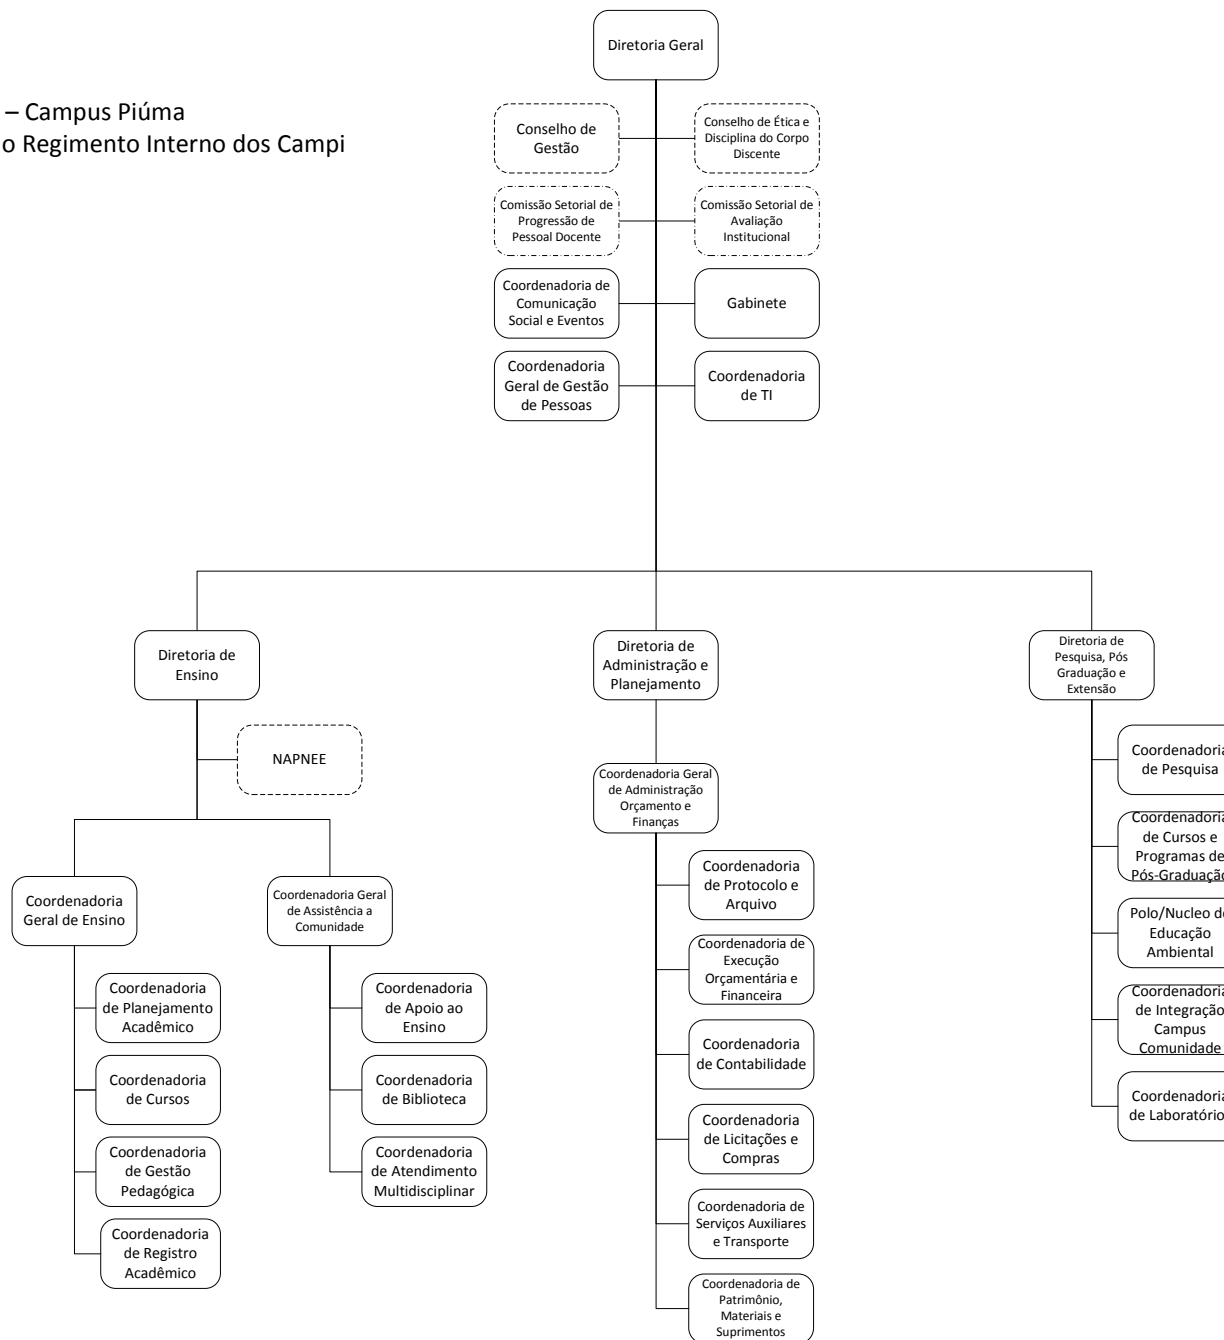 Diretoria Geral
– Campus Piúma
o Regimento Interno dos Campi
Conselho de
Gestão
Conselho de Ética e
Disciplina do Corpo
Discente
Comissão Setorial de
Progressão de
Pessoal Docente
Comissão Setorial de
Avaliação
Institucional
Coordenadoria de
Comunicação
Social e Eventos
Gabinete
Coordenadoria
Geral de Gestão
de Pessoas
Coordenadoria
de TI
Diretoria de
Ensino
NAPNEE
Coordenadoria
Geral de Ensino
Coordenadoria
de Planejamento
Acadêmico
Coordenadoria
de Cursos
Coordenadoria
de Gestão
Pedagógica
Coordenadoria
de Registro
Acadêmico
Coordenadoria Geral
de Assistência a
Comunidade
Coordenadoria
de Apoio ao
Ensino
Coordenadoria
de Biblioteca
Coordenadoria
de Atendimento
Multidisciplinar
Diretoria de
Administração e
Planejamento
Coordenadoria Geral
de Administração
Orçamento e
Finanças
Coordenadoria
de Protocolo e
Arquivo
Coordenadoria de
Execução
Orçamentária e
Financeira
Coordenadoria
de Contabilidade
Coordenadoria
de Licitações e
Compras
Coordenadoria de
Serviços Auxiliares
e Transporte
Coordenadoria de
Patrimônio,
Materiais e
Suprimentos
Diretoria de
Pesquisa, Pós
Graduação e
Extensão
Coordenadoria
de Pesquisa
Coordenadoria
de Cursos e
Programas de
Pós-Graduação
Polo/Nucleo de
Educação
Ambiental
Coordenadoria
de Integração
Campus
Comunidade
Coordenadoria
de Laboratório